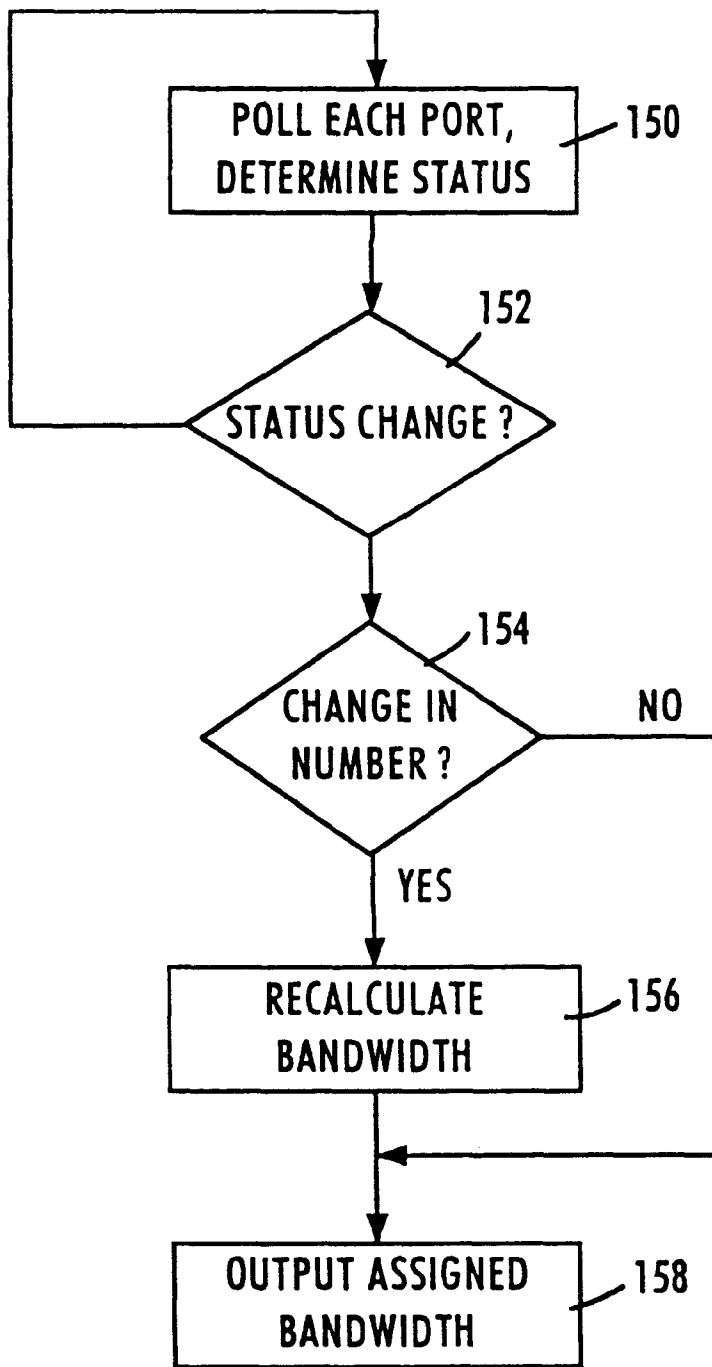 POLL EACH PORT,
DETERMINE STATUS
150
152
STATUS CHANGE ?
154
CHANGE IN
NUMBER ?
NO
YES
RECALCULATE
BANDWIDTH
156
OUTPUT ASSIGNED
BANDWIDTH
158